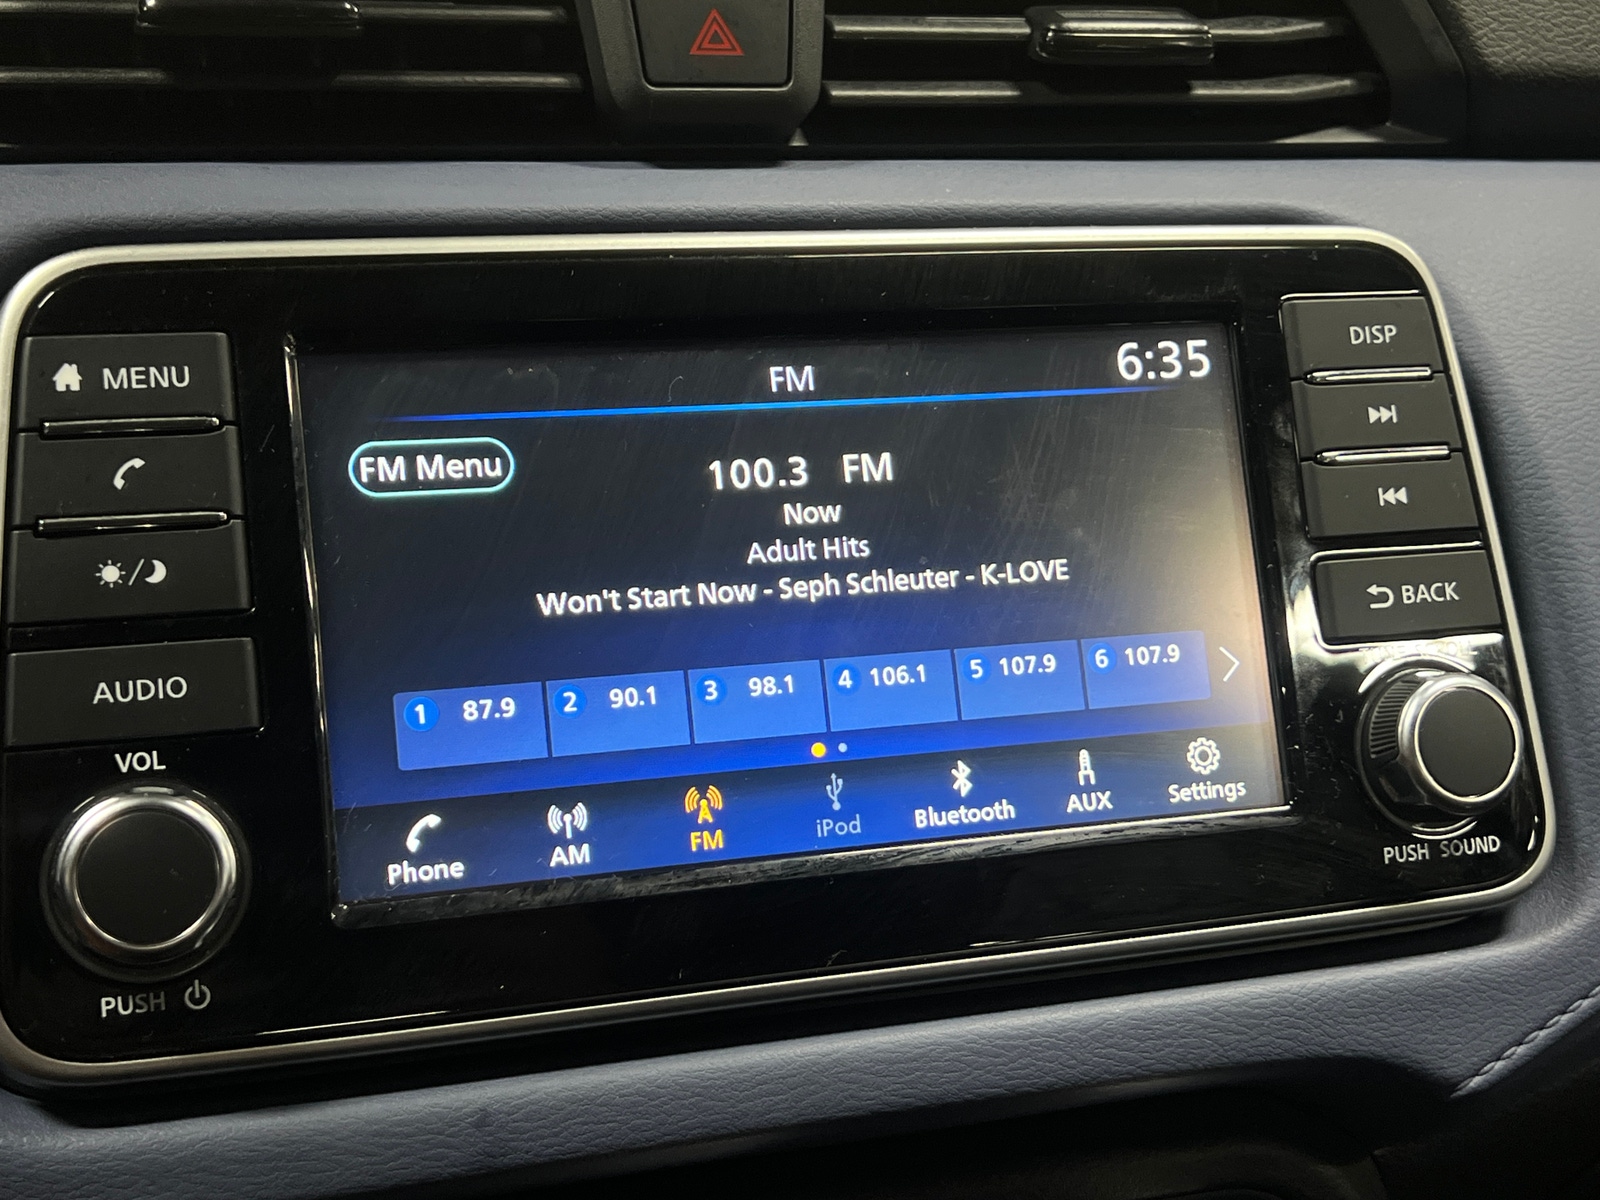 FM
6:35
FM Menu
100.3 FM
Now
Adult Hits
Won't Start Now - Seph Schleuter - K-LOVE
1 87.9
2 90.1
3 98.1
4 106.1
5 107.9
6 107.9
Phone
AM
FM
iPod
Bluetooth
AUX
Settings
MENU
AUDIO
VOL
PUSH
DISP
BACK
PUSH SOUND